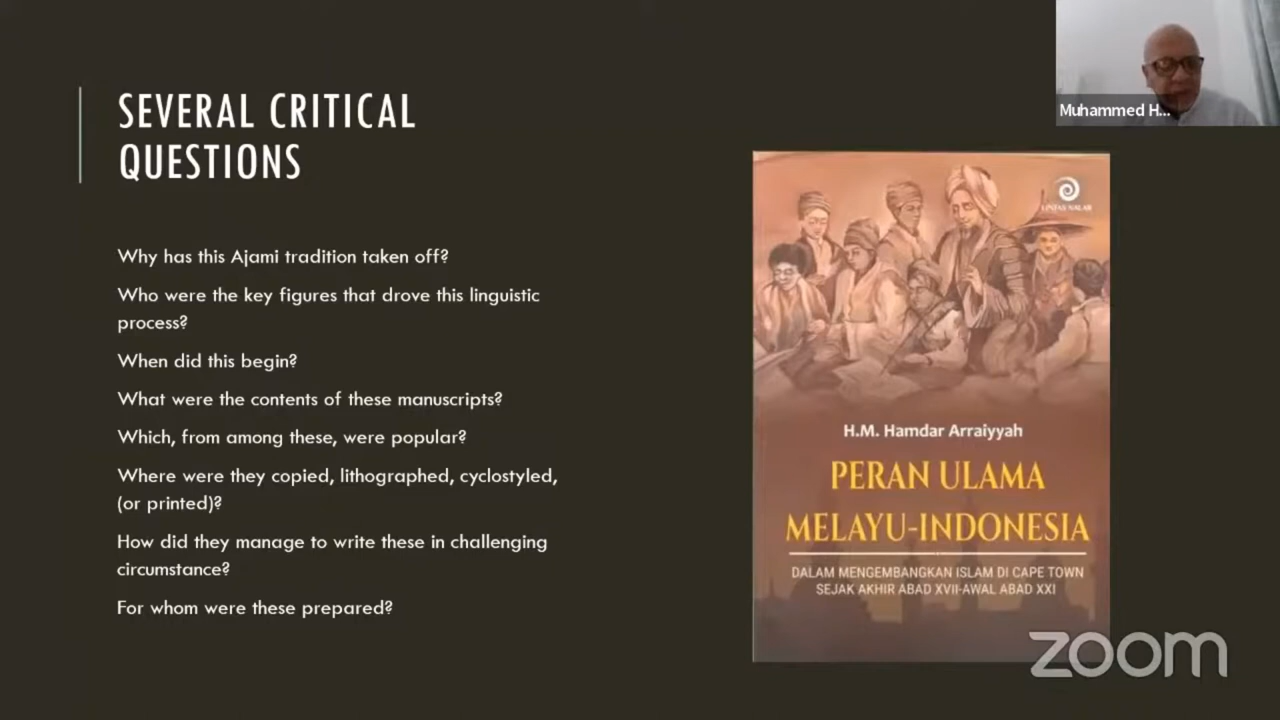 SEVERAL CRITICAL
QUESTIONS
Why has this Ajami tradition taken off?
Who were the key figures that drove this linguistic
process?
When did this begin?
What were the contents of these manuscripts?
Which, from among these, were popular?
Where were they copied, lithographed, cyclostyled,
(or printed)?
How did they manage to write these in challenging
circumstance?
For whom were these prepared?
Muhammed H...
LINTAS NALAR
H.M. Hamdar Arraiyyah
PERAN ULAMA
MELAYU-INDONESIA
DALAM MENGEMBANGKAN ISLAM DI CAPE TOWN
SEJAK AKHIR ABAD XVII-AWAL ABAD XXI
zoom